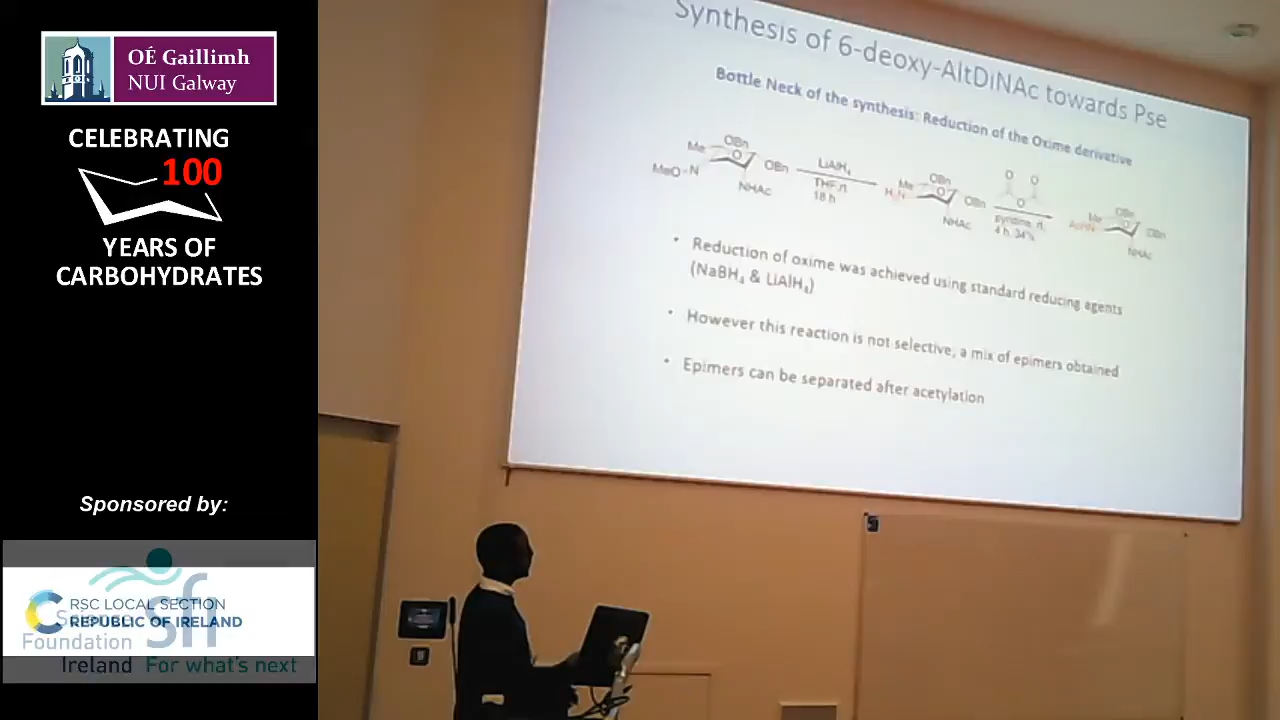 OÉ Gaillimh
NUI Galway
CELEBRATING
100
YEARS OF
CARBOHYDRATES
Sponsored by:
RSC LOCAL SECTION
REPUBLIC OF IRELAND
sfi
Science
Foundation
Ireland For what's next
Synthesis of 6-deoxy-AltDiNAc towards Pse
Bottle Neck of the synthesis: Reduction of the Oxime derivative
Me OBn
O
MeO-N
OBn
NHAc
LiAlH₄
THF, rt
18 h
Me OBn
O
H₂N
OBn
NHAc
O O
O
Pyridine, rt,
4 h, 34%
Me OBn
O
AcHN
OBn
NHAc
• Reduction of oxime was achieved using standard reducing agents
(NaBH₄ & LiAlH₄)
• However this reaction is not selective, a mix of epimers obtained
• Epimers can be separated after acetylation